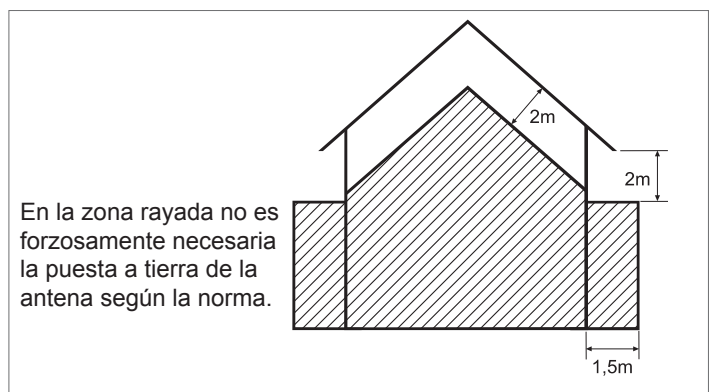 2m
2m
En la zona rayada no es
forzosamente necesaria
la puesta a tierra de la
antena según la norma.
1,5m